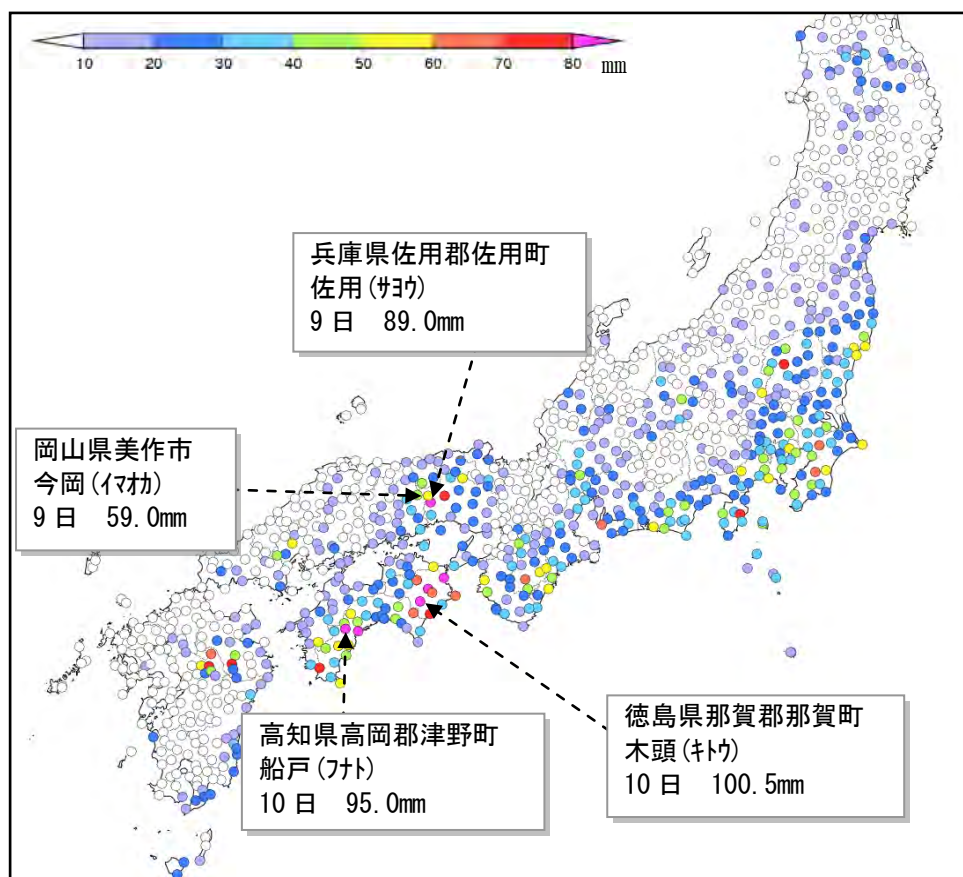 10 20 30 40 50 60 70 80 mm
兵庫県佐用郡佐用町
佐用(ｻﾖｳ)
9日 89.0mm
岡山県美作市
今岡(ｲﾏｵｶ)
9日 59.0mm
高知県高岡郡津野町
船戸(ﾌﾅﾄ)
10日 95.0mm
徳島県那賀郡那賀町
木頭(ｷﾄｳ)
10日 100.5mm